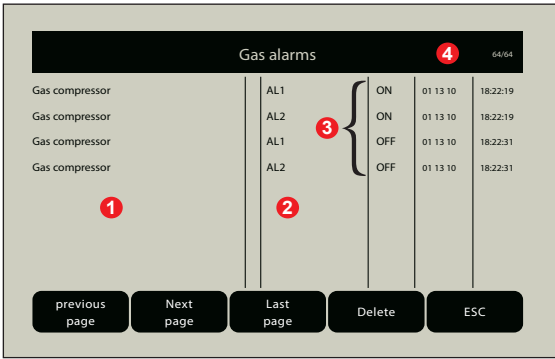 Gas alarms 4 64/64
Gas compressor AL1 ON 01 13 10 18:22:19
Gas compressor AL2 ON 01 13 10 18:22:19
3
Gas compressor AL1 OFF 01 13 10 18:22:31
Gas compressor AL2 OFF 01 13 10 18:22:31
1 2
previous page
Next page
Last page
Delete
ESC